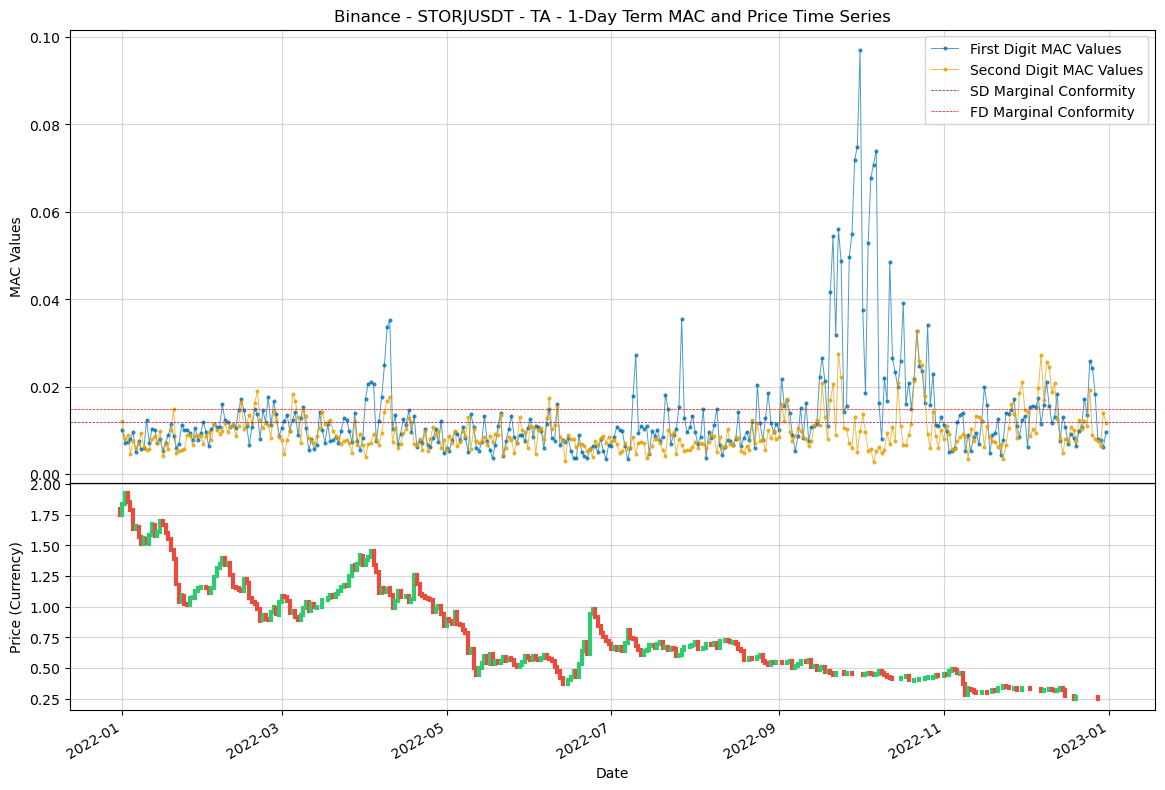 Binance - STORJUSDT - TA - 1-Day Term MAC and Price Time Series
First Digit MAC Values
Second Digit MAC Values
SD Marginal Conformity
FD Marginal Conformity
MAC Values
0.10
0.08
0.06
0.04
0.02
0.00
Price (Currency)
2.00
1.75
1.50
1.25
1.00
0.75
0.50
0.25
2022-01
2022-03
2022-05
2022-07
2022-09
2022-11
2023-01
Date